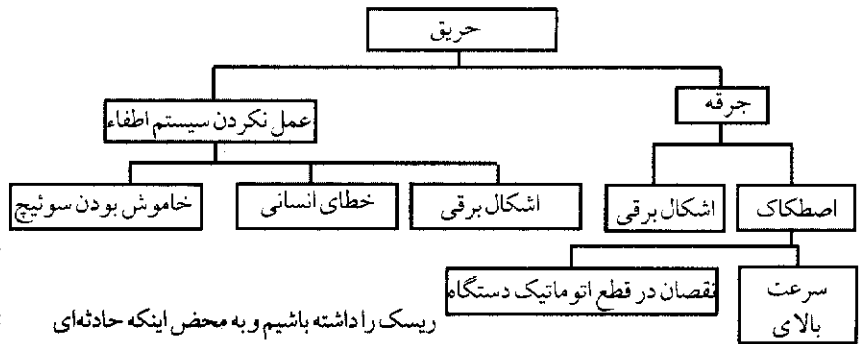 حریق
جرقه
عمل نکردن سیستم اطفاء
اصطکاک
اشکال برقی
اشکال برقی
خطای انسانی
خاموش بودن سوئیچ
سرعت
بالای
نقصان در قطع اتوماتیک دستگاه
ریسک را داشته باشیم و به محض اینکه حادثه‌ای